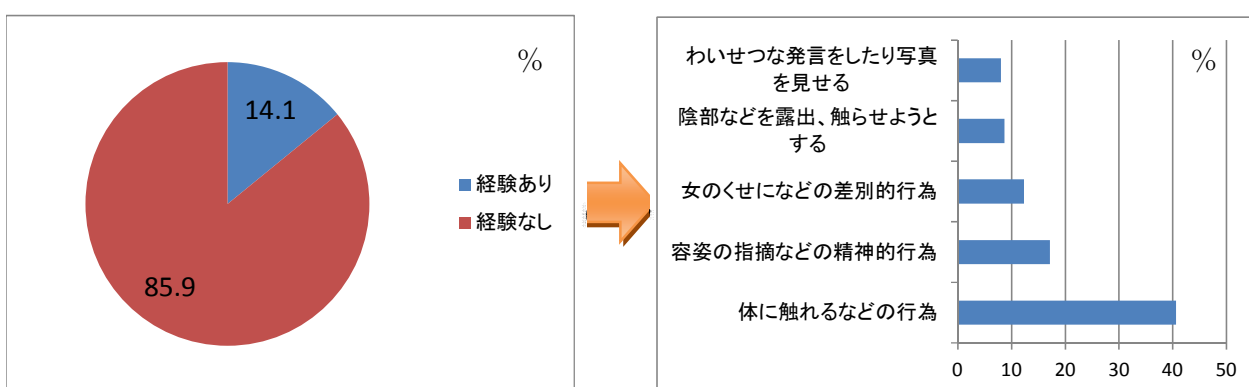 %
14.1
85.9
経験あり
経験なし
%
わいせつな発言をしたり写真
を見せる
陰部などを露出、触らせようと
する
女のくせになどの差別的行為
容姿の指摘などの精神的行為
体に触れるなどの行為
0 10 20 30 40 50